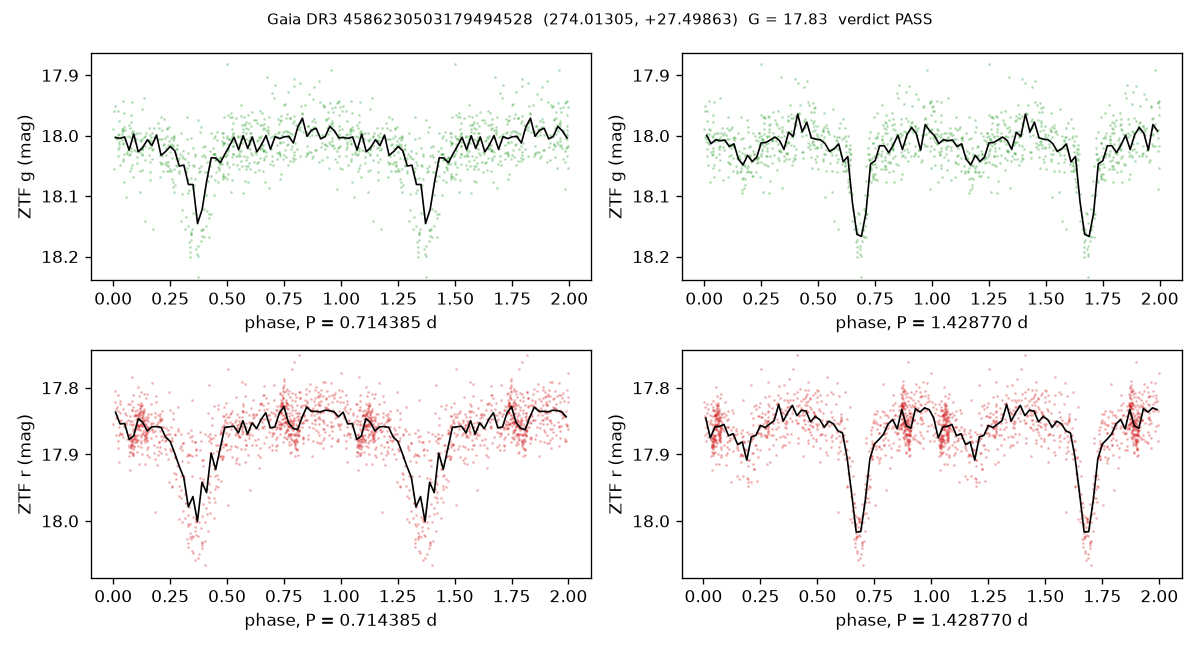 Gaia DR3 4586230503179494528 (274.01305, +27.49863) G = 17.83 verdict PASS
ZTF g (mag)
17.9
18.0
18.1
18.2
0.00 0.25 0.50 0.75 1.00 1.25 1.50 1.75 2.00
phase, P = 0.714385 d
ZTF g (mag)
17.9
18.0
18.1
18.2
0.00 0.25 0.50 0.75 1.00 1.25 1.50 1.75 2.00
phase, P = 1.428770 d
ZTF r (mag)
17.8
17.9
18.0
0.00 0.25 0.50 0.75 1.00 1.25 1.50 1.75 2.00
phase, P = 0.714385 d
ZTF r (mag)
17.8
17.9
18.0
0.00 0.25 0.50 0.75 1.00 1.25 1.50 1.75 2.00
phase, P = 1.428770 d